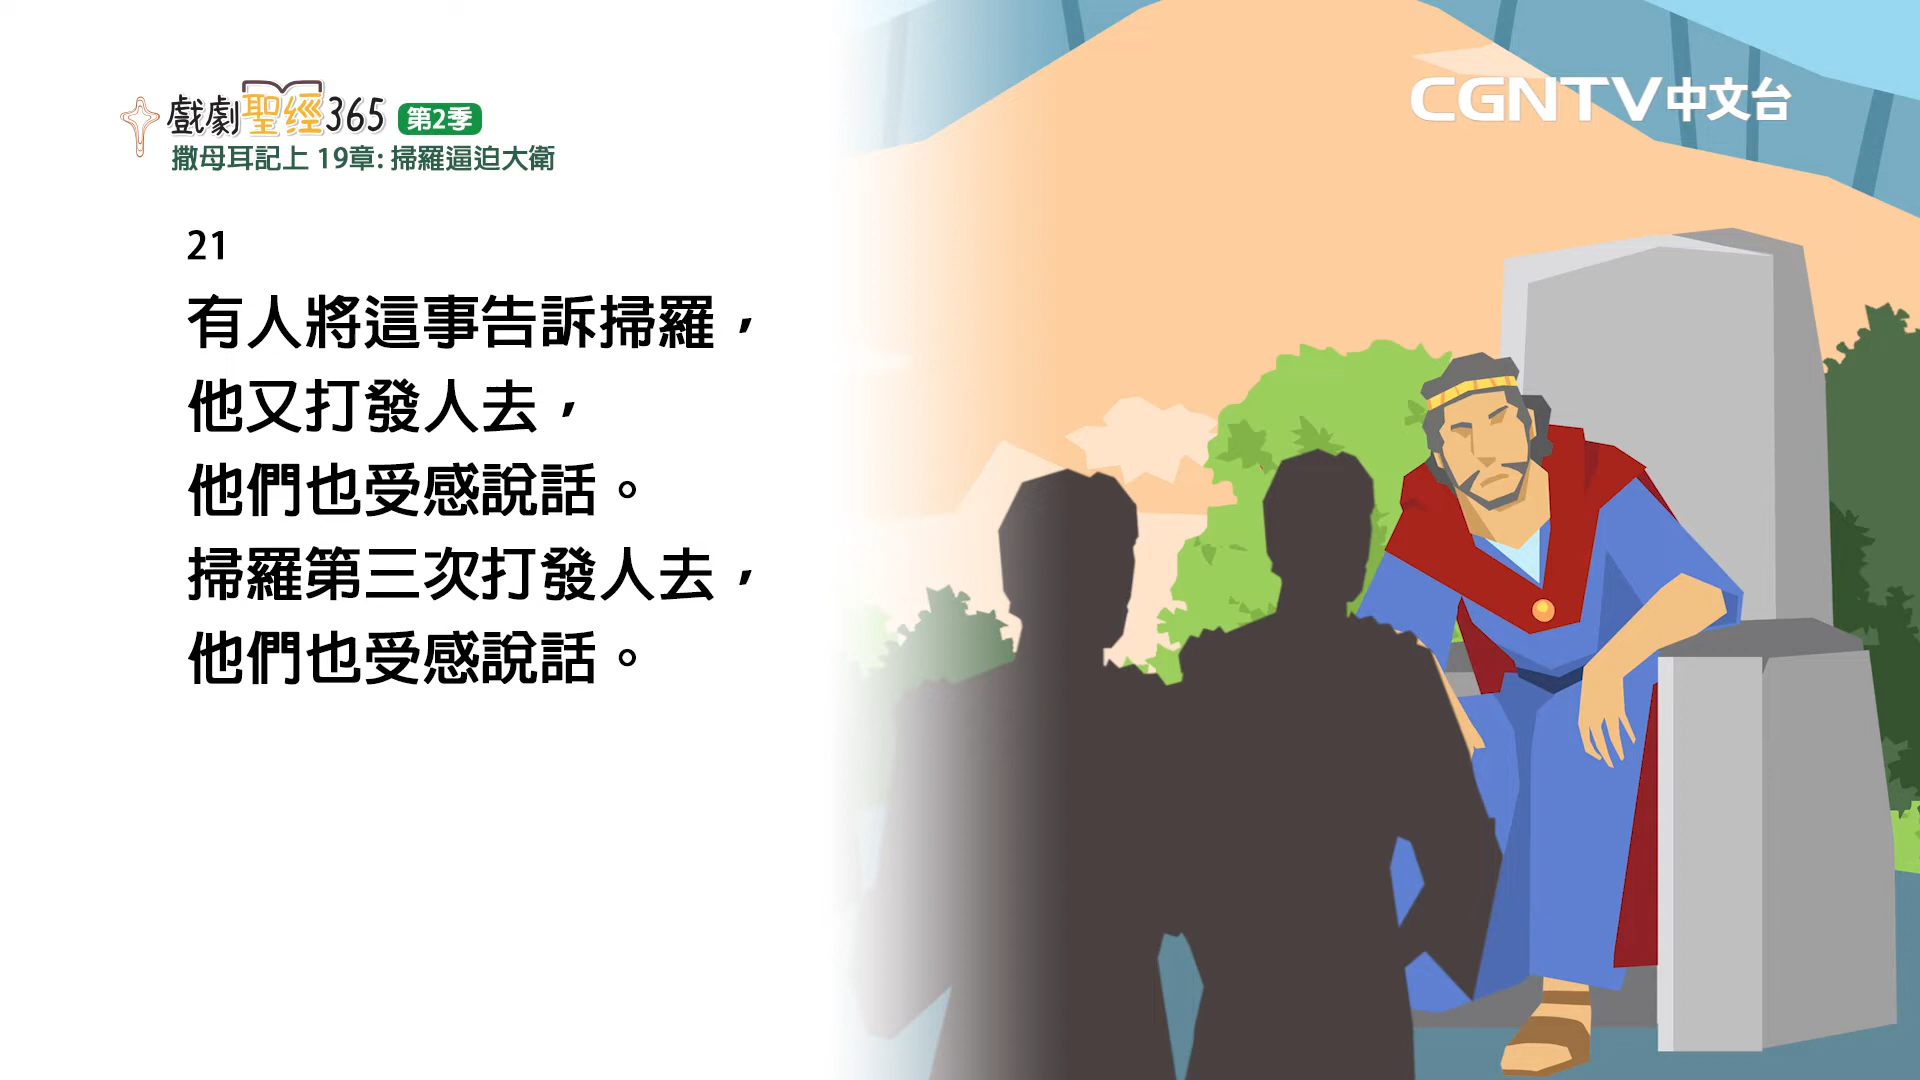 戲劇聖經365 第2季
CGNTV中文台
撒母耳記上 19章: 掃羅逼迫大衛
21
有人將這事告訴掃羅，
他又打發人去，
他們也受感說話。
掃羅第三次打發人去，
他們也受感說話。